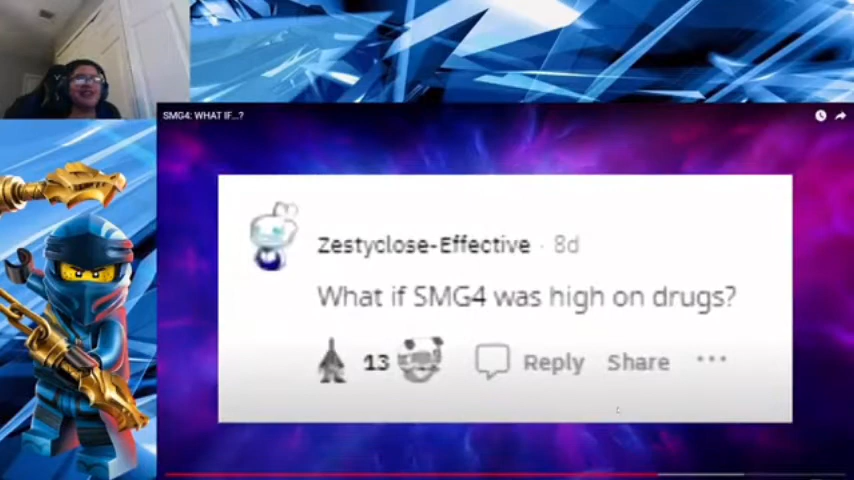 SMG4: WHAT IF...?
Zestyclose-Effective · 8d
What if SMG4 was high on drugs?
13 Reply Share ···